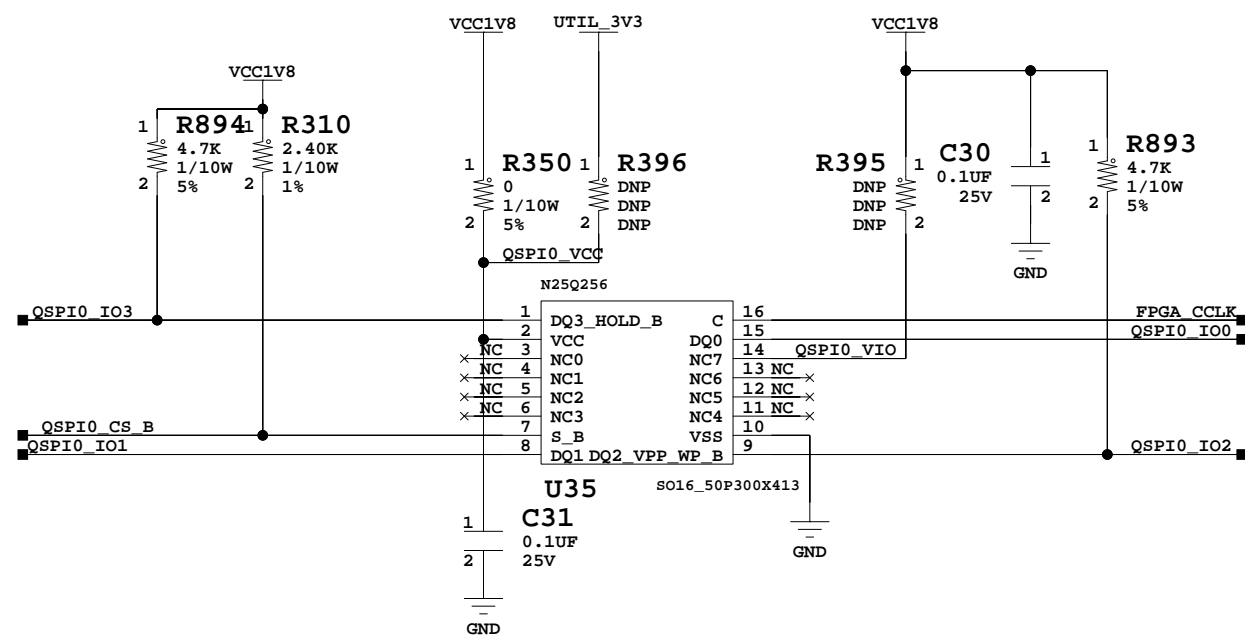 VCC1V8
UTIL_3V3
VCC1V8
VCC1V8
1
R894
4.7K
1/10W
5%
2
1
R310
2.40K
1/10W
1%
2
1
R350
0
1/10W
5%
2
1
R396
DNP
DNP
DNP
2
R395
DNP
DNP
DNP
1
2
C30
0.1UF
25V
1
2
GND
1
R893
4.7K
1/10W
5%
2
QSPI0_VCC
N25Q256
QSPI0_IO3
1
DQ3_HOLD_B
C
16
FPGA_CCLK
2
VCC
DQ0
15
QSPI0_IO0
NC
3
NC0
NC7
14
QSPI0_VIO
NC
4
NC1
NC6
13
NC
NC
5
NC2
NC5
12
NC
NC
6
NC3
NC4
11
NC
QSPI0_CS_B
7
S_B
VSS
10
QSPI0_IO1
8
DQ1
DQ2_VPP_WP_B
9
QSPI0_IO2
U35
SO16_50P300X413
1
C31
0.1UF
25V
2
GND
GND